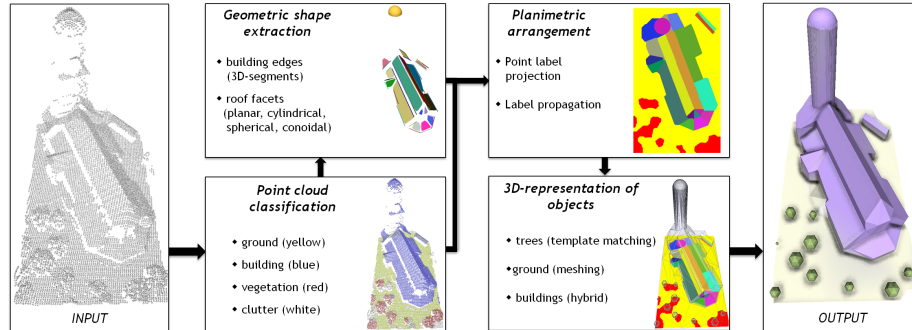 INPUT
Geometric shape
extraction
◆ building edges
(3D-segments)
◆ roof facets
(planar, cylindrical,
spherical, conoidal)
Point cloud
classification
◆ ground (yellow)
◆ building (blue)
◆ vegetation (red)
◆ clutter (white)
Planimetric
arrangement
◆ Point label
projection
◆ Label propagation
3D-representation of
objects
◆ trees (template matching)
◆ ground (meshing)
◆ buildings (hybrid)
OUTPUT